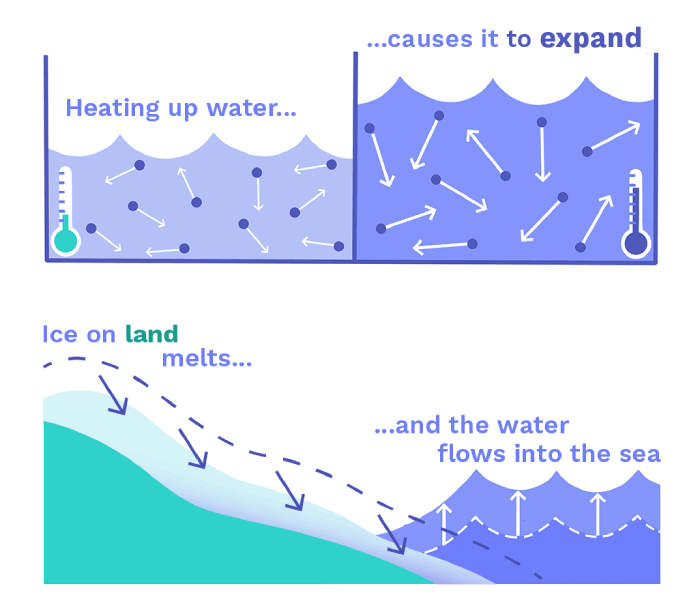 ...causes it to expand
Heating up water...
Ice on land
melts...
...and the water
flows into the sea